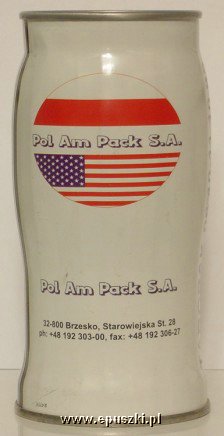 Pol Am Pack S.A.
Pol Am Pack S.A.
32-800 Brzesko, Starowiejska St. 28
ph: +48 192 303-00, fax: +48 192 306-27
www.epuszki.pl